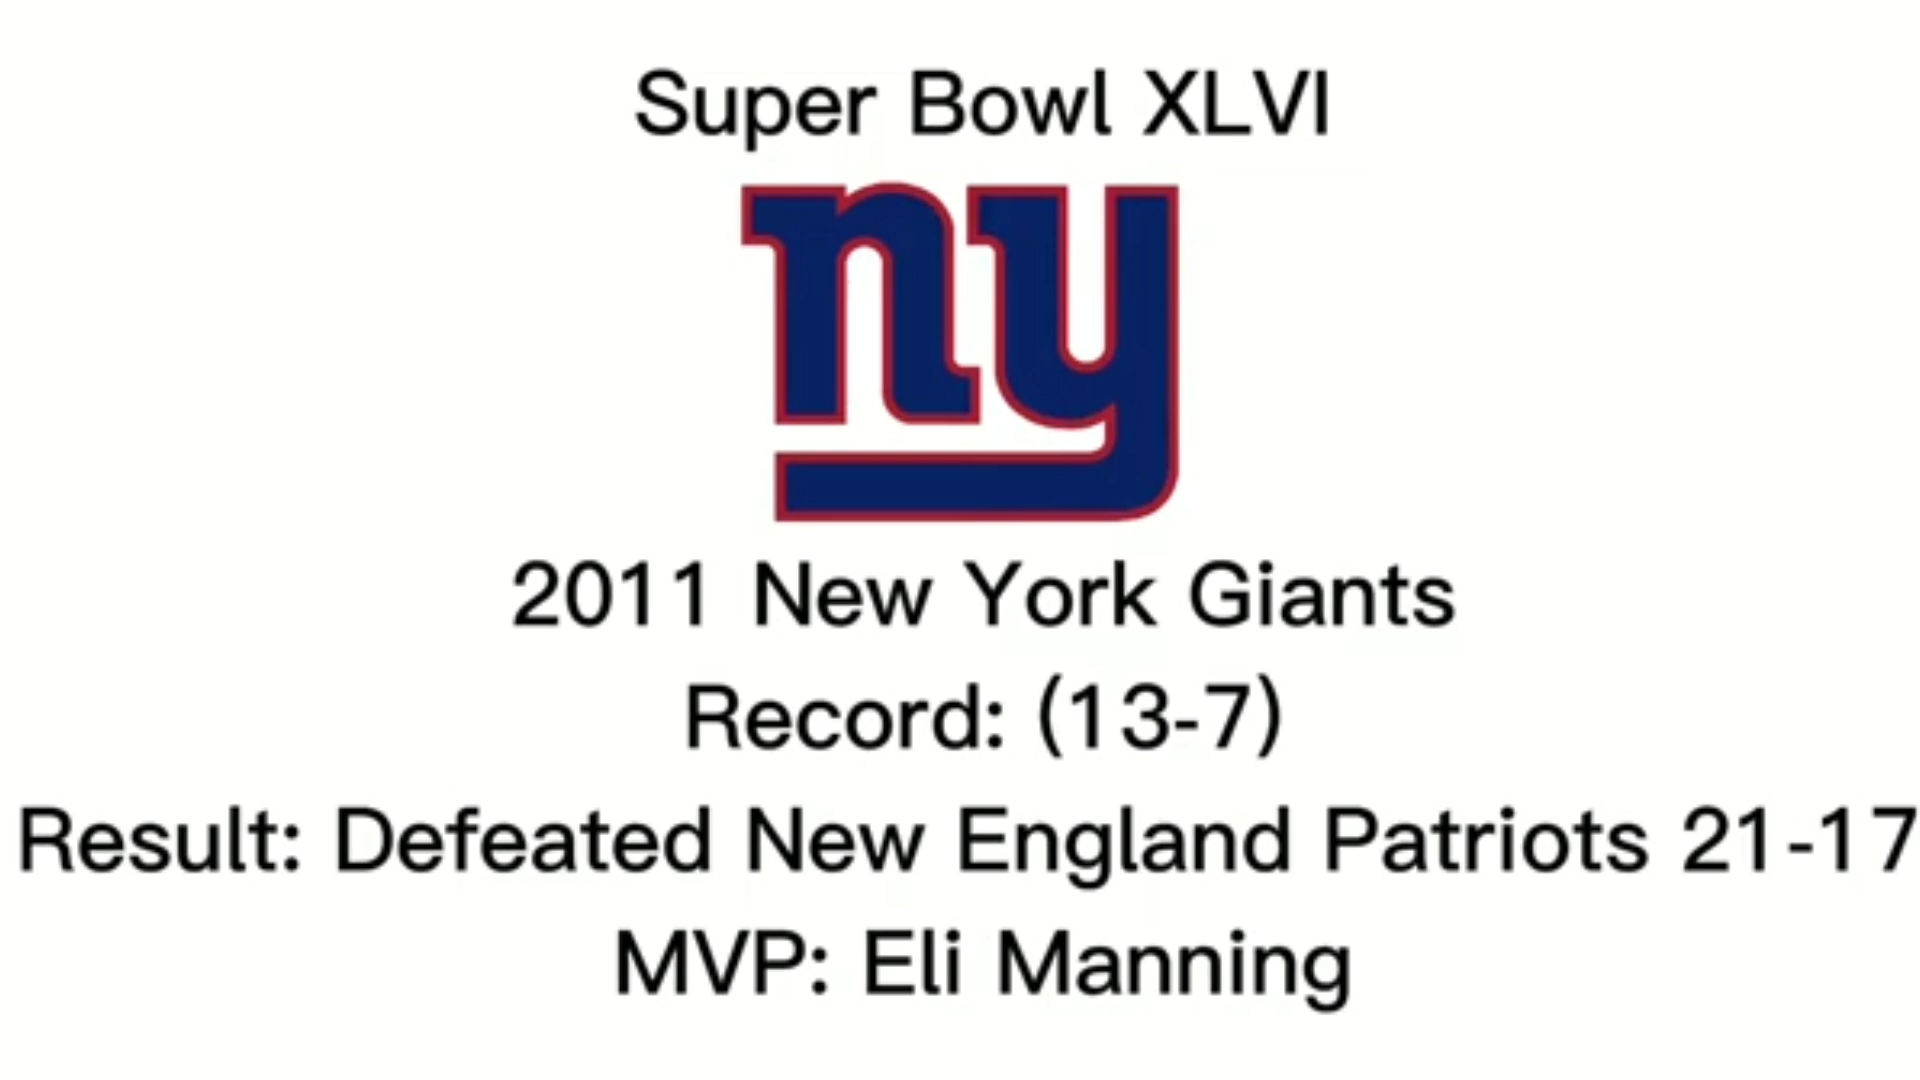 Super Bowl XLVI
ny
2011 New York Giants
Record: (13-7)
Result: Defeated New England Patriots 21-17
MVP: Eli Manning